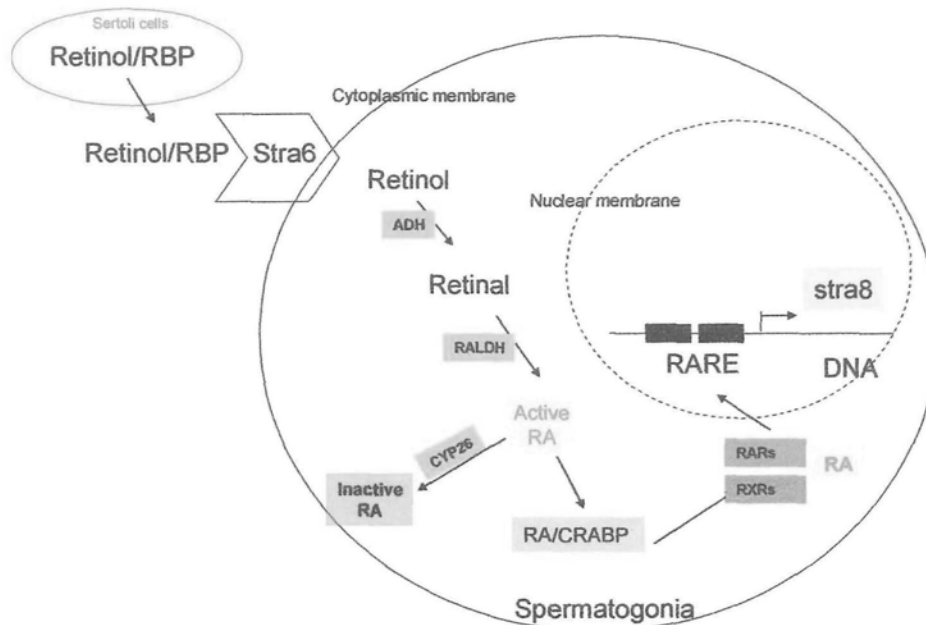 Sertoli cells
Retinol/RBP
Cytoplasmic membrane
Retinol/RBP
Stra6
Retinol
Nuclear membrane
ADH
Retinal
stra8
RALDH
RARE
DNA
Active
RA
CYP26
RARs
RA
RXRs
Inactive
RA
RA/CRABP
Spermatogonia